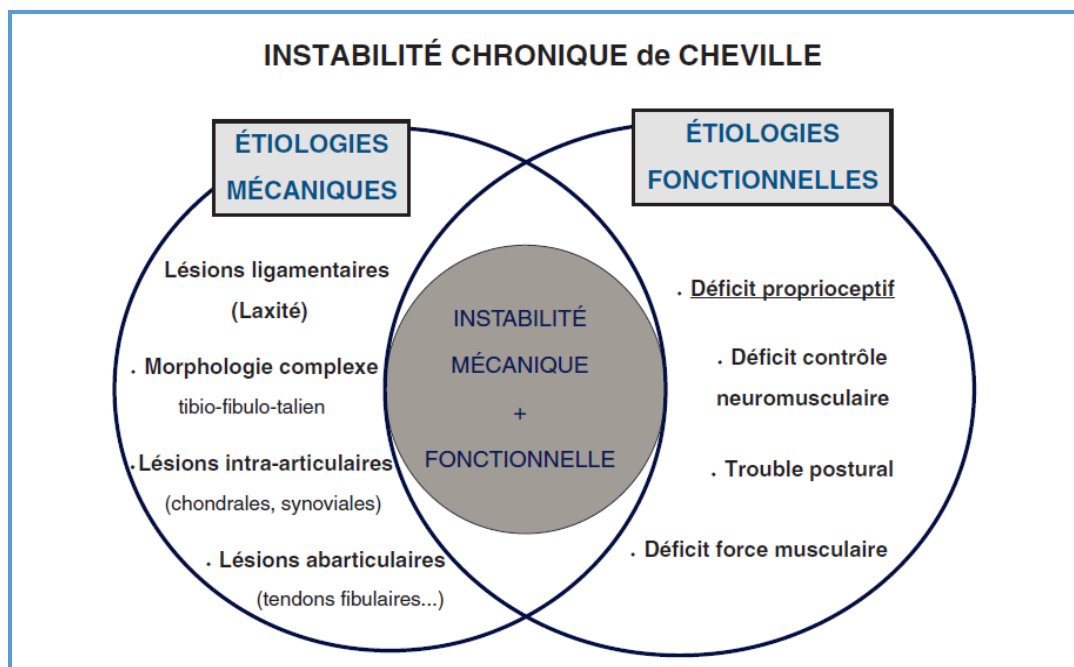 INSTABILITÉ CHRONIQUE de CHEVILLE
ÉTIOLOGIES
MÉCANIQUES
Lésions ligamentaires
(Laxité)
. Morphologie complexe
tibio-fibulo-talien
. Lésions intra-articulaires
(chondrales, synoviales)
. Lésions abarticulaires
(tendons fibulaires...)
INSTABILITÉ
MÉCANIQUE
+
FONCTIONNELLE
ÉTIOLOGIES
FONCTIONNELLES
. Déficit proprioceptif
. Déficit contrôle
neuromusculaire
. Trouble postural
. Déficit force musculaire